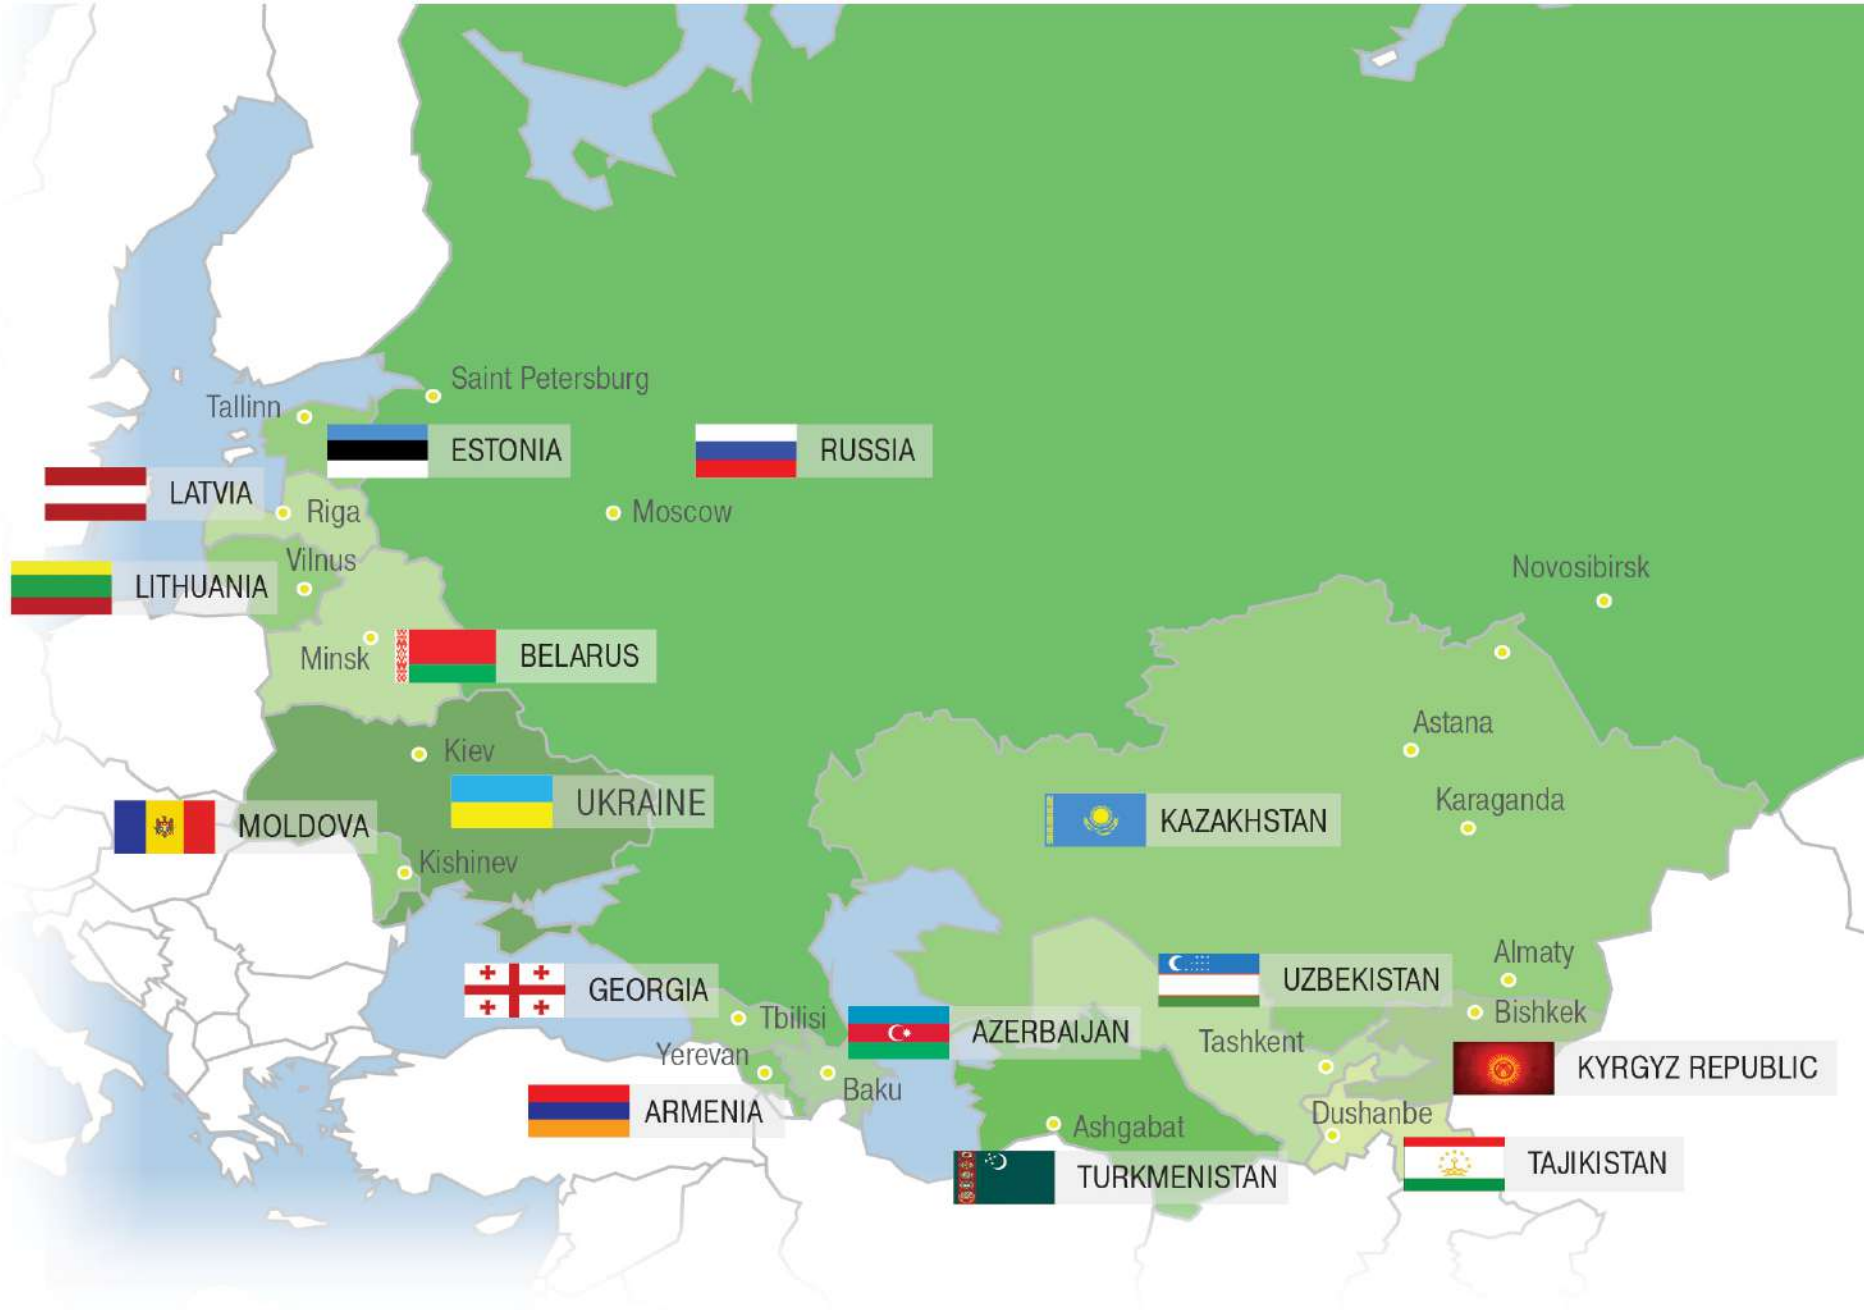 Saint Petersburg
Tallinn
ESTONIA
RUSSIA
LATVIA
Riga
Moscow
Vilnus
Novosibirsk
LITHUANIA
Minsk
BELARUS
Astana
Kiev
Karaganda
UKRAINE
KAZAKHSTAN
MOLDOVA
Kishinev
Almaty
UZBEKISTAN
GEORGIA
Bishkek
Tbilisi
AZERBAIJAN
Tashkent
Yerevan
KYRGYZ REPUBLIC
Baku
ARMENIA
Dushanbe
Ashgabat
TAJIKISTAN
TURKMENISTAN